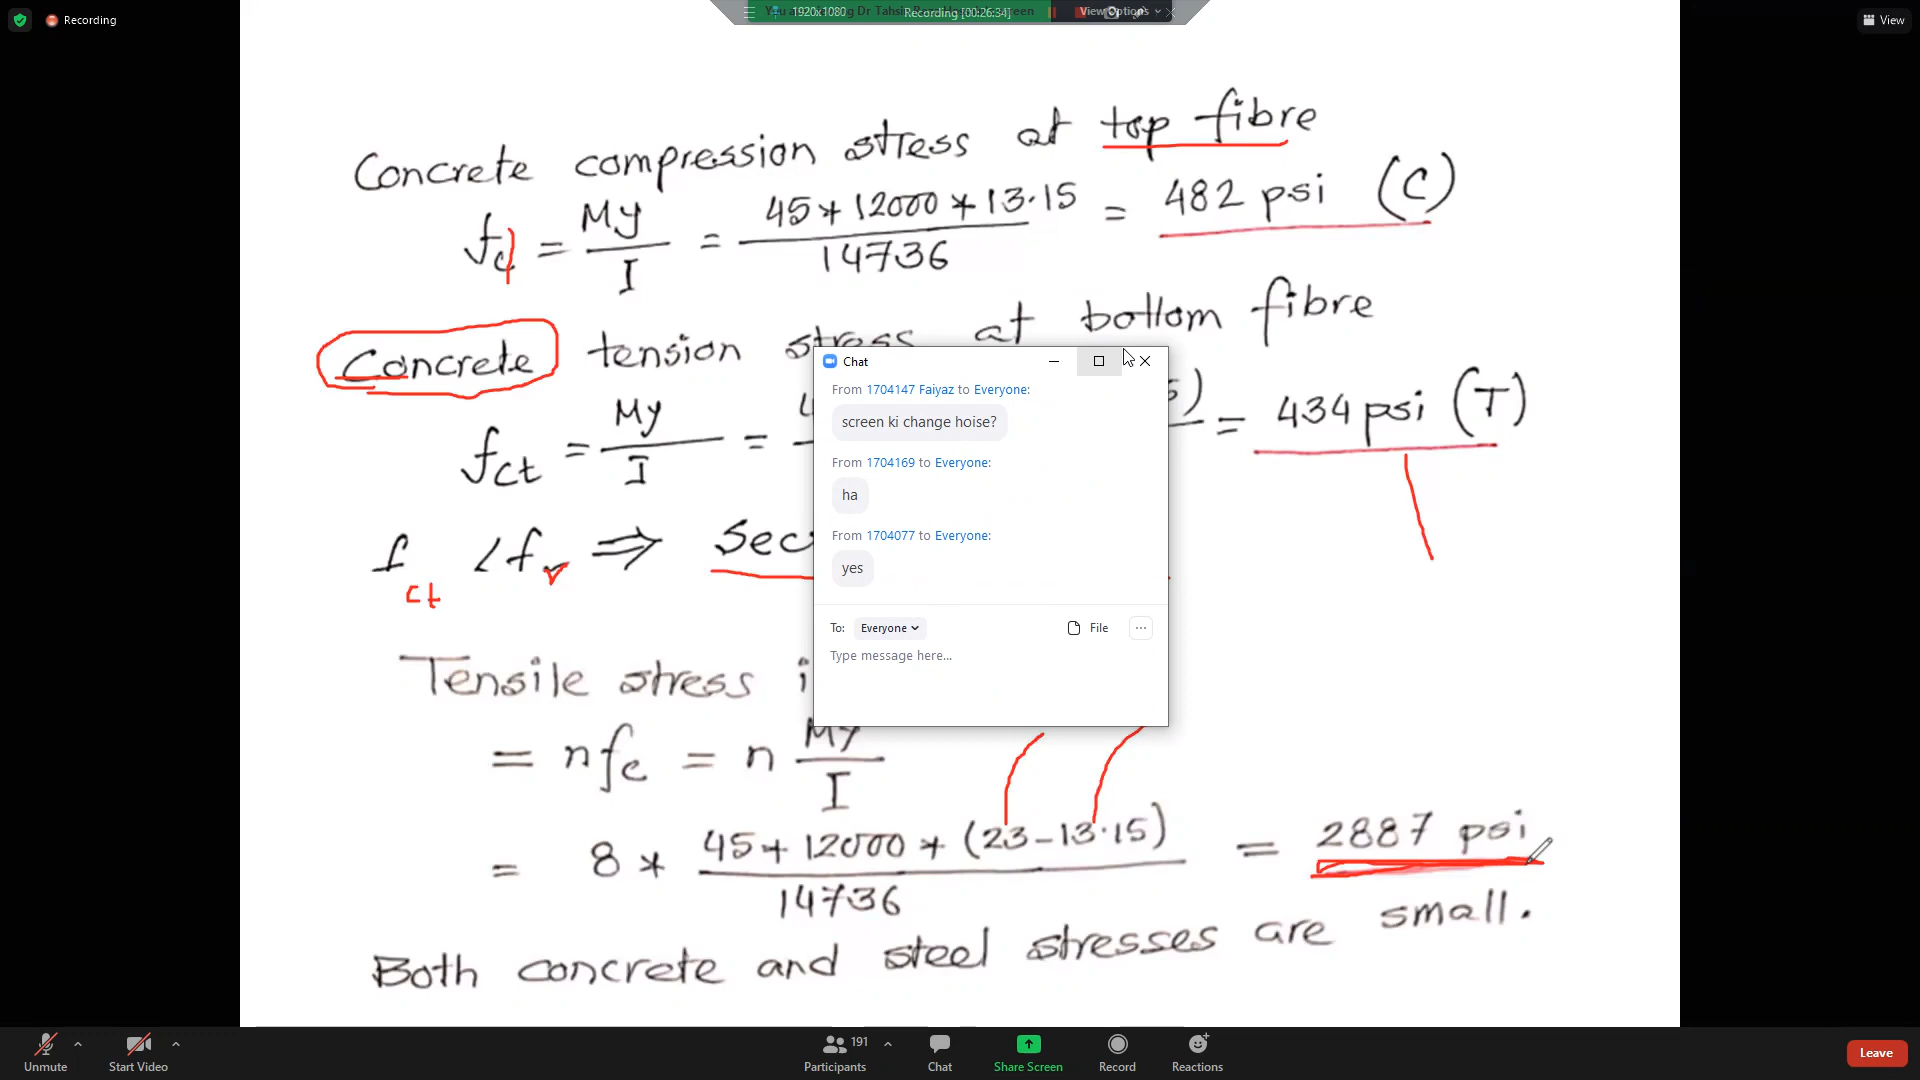 Recording
1920x1080
Recording [00:26:34]
View Options
View
Concrete compression stress at top fibre
fc = My / I = 45*12000*13.15 / 14736 = 482 psi (C)
Concrete tension stress at bottom fibre
fct = My / I = = 434 psi (T)
f ct < fr ⇒ Sec
Tensile stress i
= nfc = n My / I
= 8 * 45*12000*(23-13.15) / 14736 = 2887 psi
Both concrete and steel stresses are small.
Chat
From 1704147 Faiyaz to Everyone:
screen ki change hoise?
From 1704169 to Everyone:
ha
From 1704077 to Everyone:
yes
To: Everyone
File
Type message here...
Unmute
Start Video
191
Participants
Chat
Share Screen
Record
Reactions
Leave